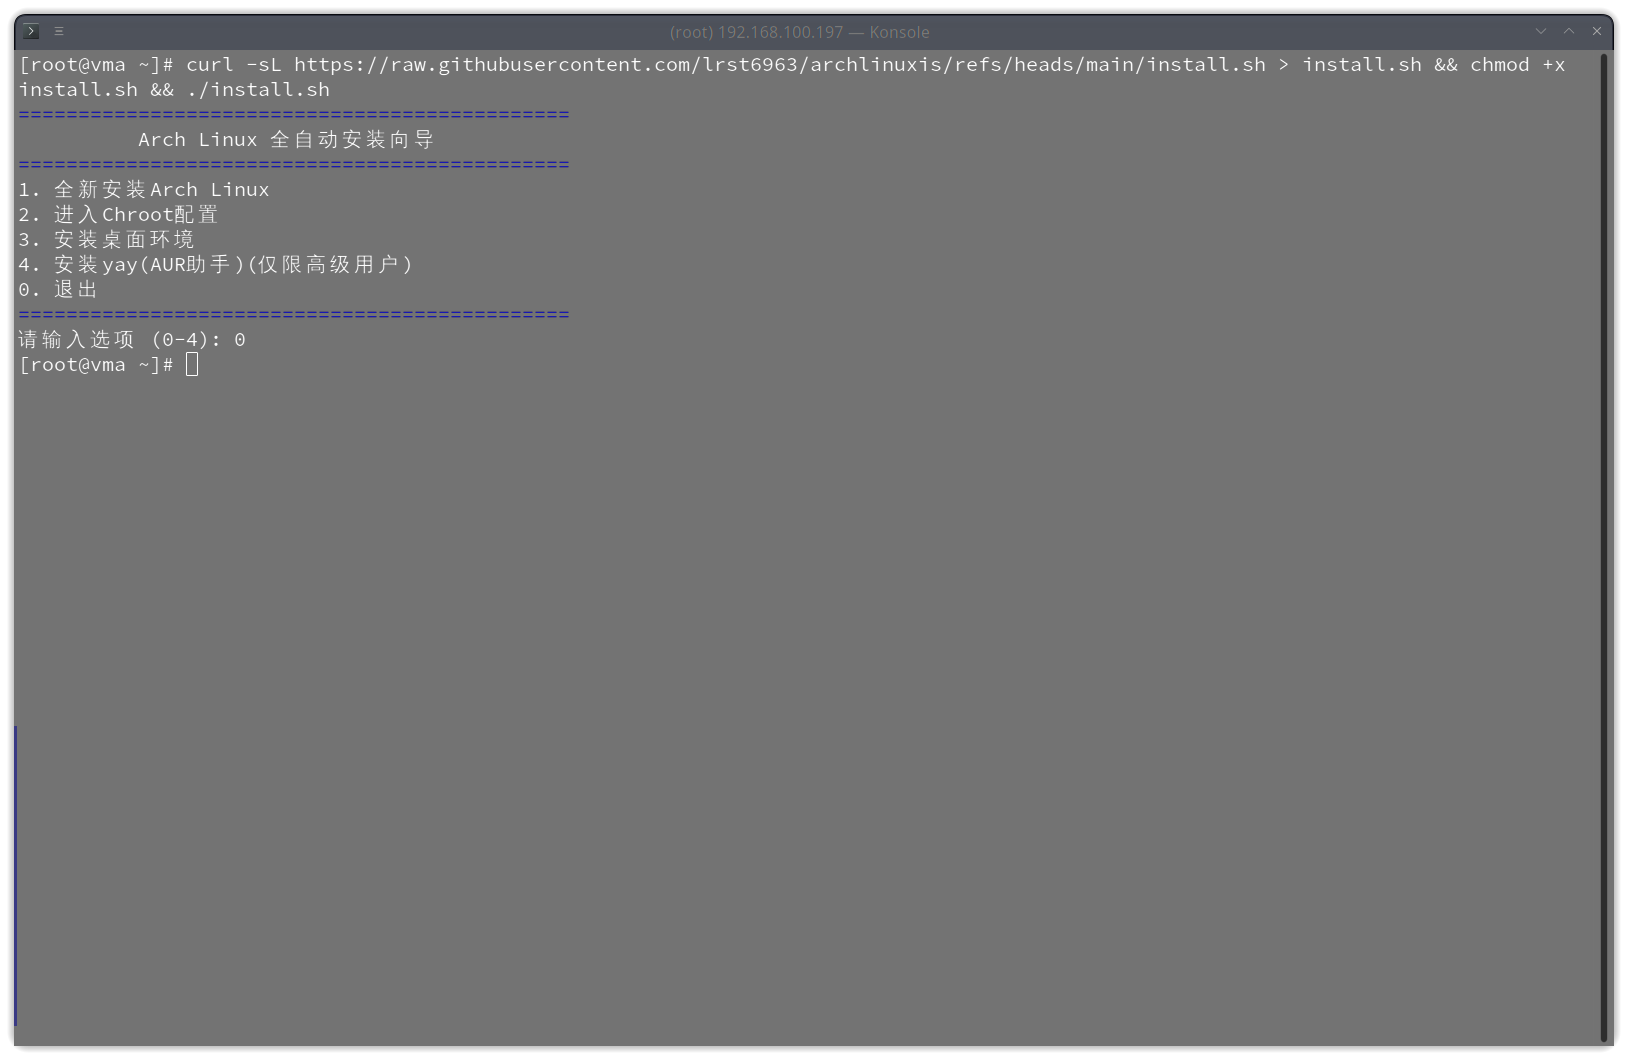 (root) 192.168.100.197 — Konsole
[root@vma ~]# curl -sL https://raw.githubusercontent.com/lrst6963/archlinuxis/refs/heads/main/install.sh > install.sh && chmod +x
install.sh && ./install.sh
==============================================
Arch Linux 全自动安装向导
==============================================
1. 全新安装Arch Linux
2. 进入Chroot配置
3. 安装桌面环境
4. 安装yay(AUR助手)(仅限高级用户)
0. 退出
==============================================
请输入选项 (0-4): 0
[root@vma ~]#